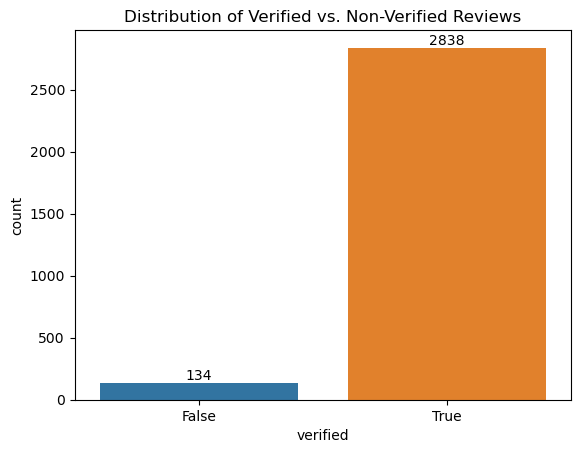 Distribution of Verified vs. Non-Verified Reviews
2838
2500
2000
1500
1000
500
0
count
134
False
True
verified